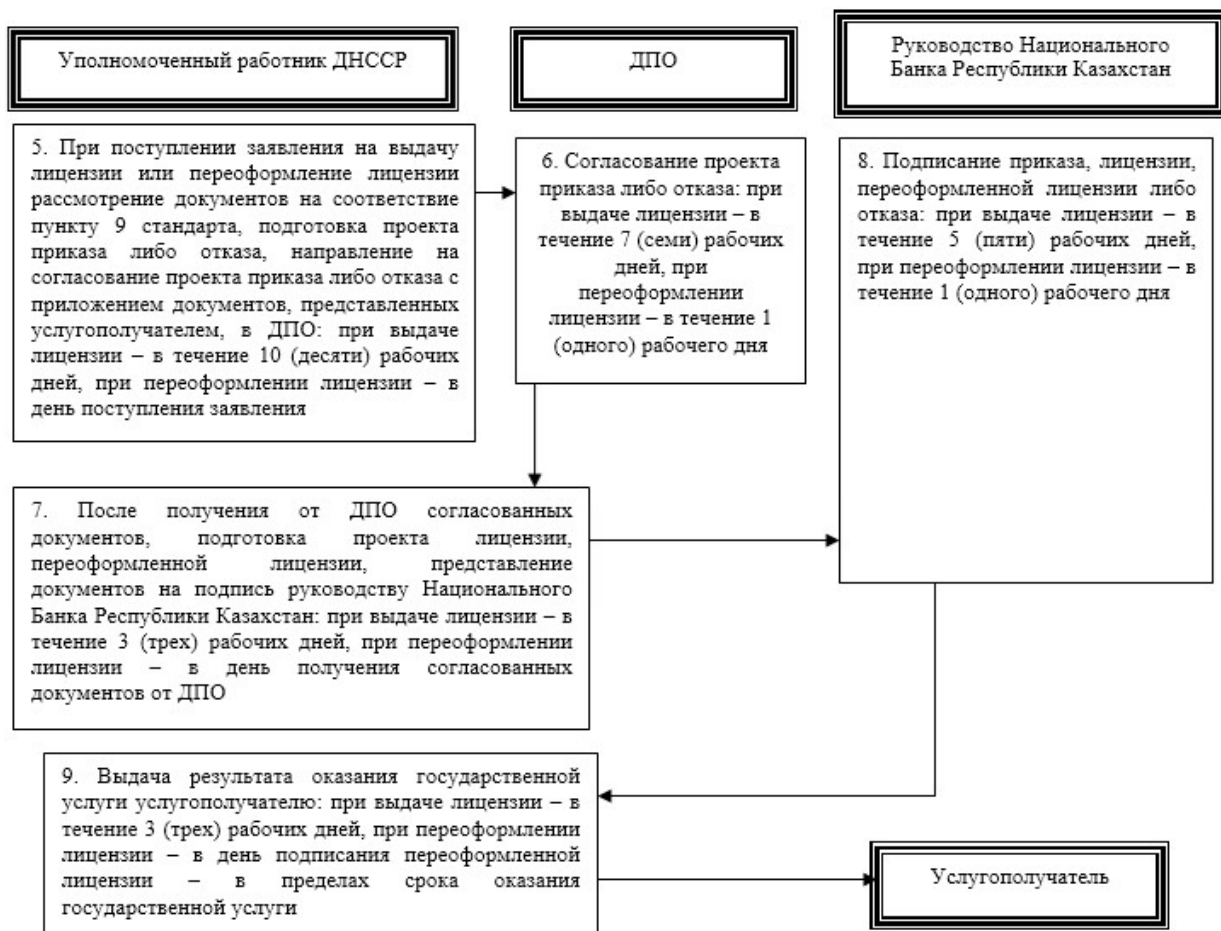 Уполномоченный работник ДНССР
ДПО
Руководство Национального
Банка Республики Казахстан
5. При поступлении заявления на выдачу
лицензии или переоформление лицензии
рассмотрение документов на соответствие
пункту 9 стандарта, подготовка проекта
приказа либо отказа, направление на
согласование проекта приказа либо отказа с
приложением документов, представленных
услугополучателем, в ДПО: при выдаче
лицензии – в течение 10 (десяти) рабочих
дней, при переоформлении лицензии – в
день поступления заявления
6. Согласование проекта
приказа либо отказа: при
выдаче лицензии – в
течение 7 (семи) рабочих
дней, при
переоформлении
лицензии – в течение 1
(одного) рабочего дня
8. Подписание приказа, лицензии,
переоформленной лицензии либо
отказа: при выдаче лицензии – в
течение 5 (пяти) рабочих дней,
при переоформлении лицензии – в
течение 1 (одного) рабочего дня
7. После получения от ДПО согласованных
документов, подготовка проекта лицензии,
переоформленной лицензии, представление
документов на подпись руководству Национального
Банка Республики Казахстан: при выдаче лицензии – в
течение 3 (трех) рабочих дней, при переоформлении
лицензии – в день получения согласованных
документов от ДПО
9. Выдача результата оказания государственной
услуги услугополучателю: при выдаче лицензии – в
течение 3 (трех) рабочих дней, при переоформлении
лицензии – в день подписания переоформленной
лицензии – в пределах срока оказания
государственной услуги
Услугополучатель